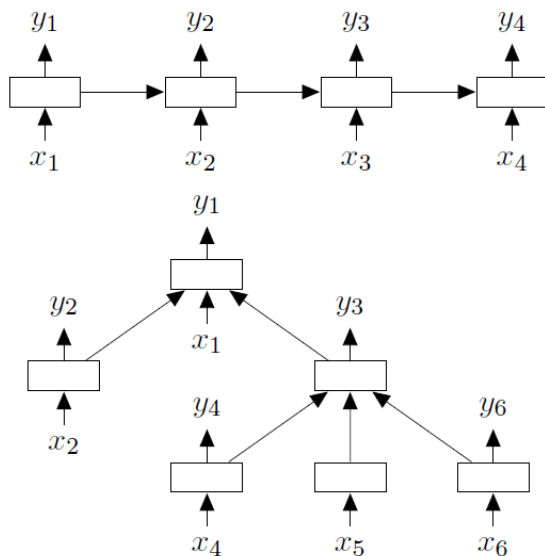 y₁ y₂ y₃ y₄
x₁ x₂ x₃ x₄
y₁
y₂ y₃
x₁
y₄ y₆
x₂
x₄ x₅ x₆